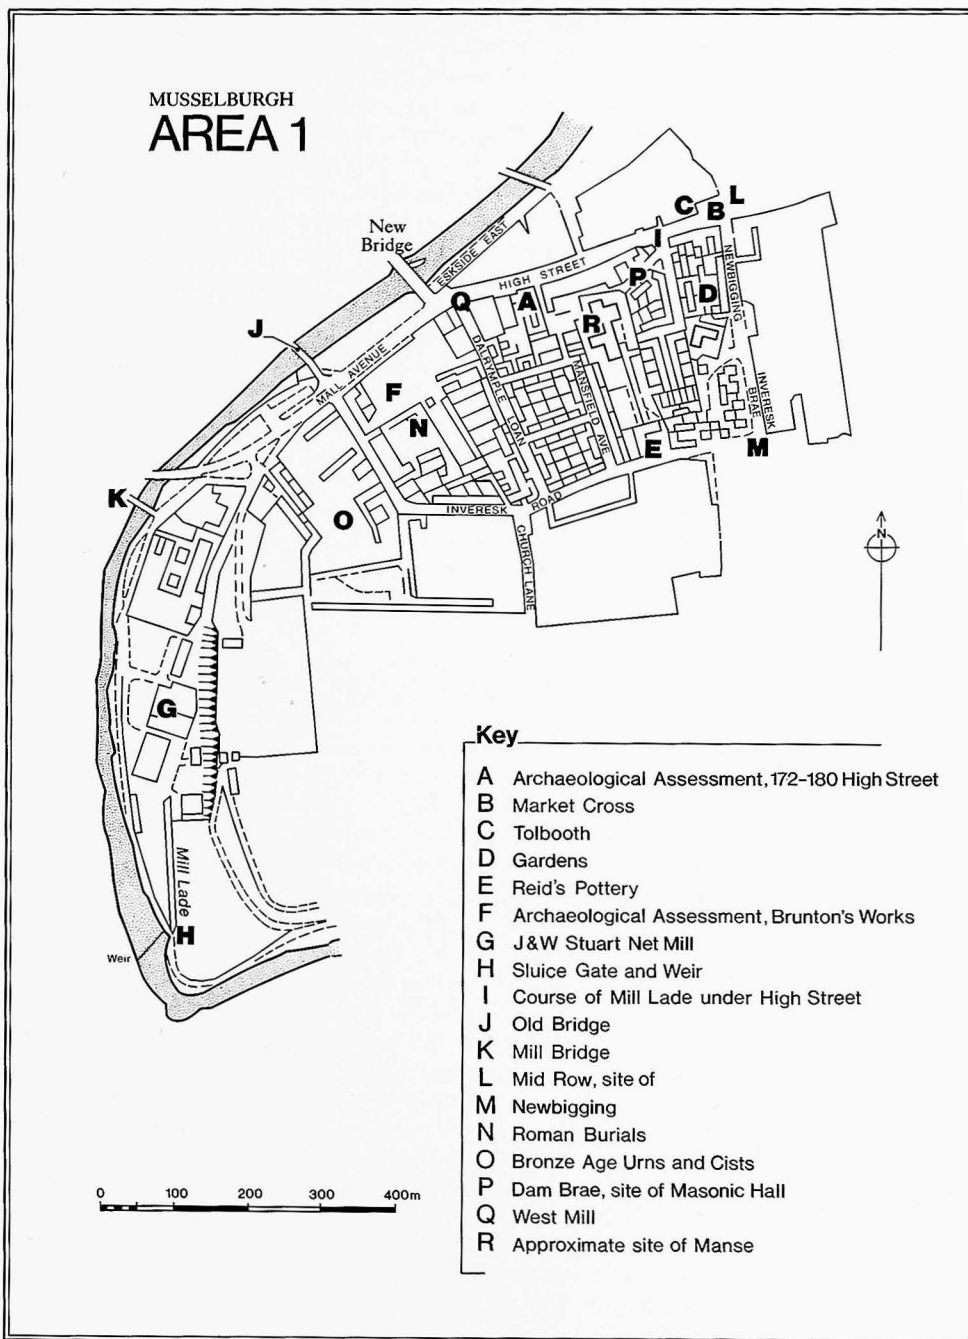 MUSSELBURGH
AREA 1
New
Bridge
ESKSIDE EAST
HIGH STREET
C
B
L
I
P
D
NEWBIGGING
Q
A
R
J
MALL AVENUE
F
N
DALRYMPLE LOAN
MANSFIELD AVE
INVERESK
BRAE
E
M
K
O
INVERESK
ROAD
CHURCH LANE
N
G
Mill Lade
H
Weir
Key
A Archaeological Assessment, 172-180 High Street
B Market Cross
C Tolbooth
D Gardens
E Reid's Pottery
F Archaeological Assessment, Brunton's Works
G J&W Stuart Net Mill
H Sluice Gate and Weir
I Course of Mill Lade under High Street
J Old Bridge
K Mill Bridge
L Mid Row, site of
M Newbigging
N Roman Burials
O Bronze Age Urns and Cists
P Dam Brae, site of Masonic Hall
Q West Mill
R Approximate site of Manse
0 100 200 300 400m